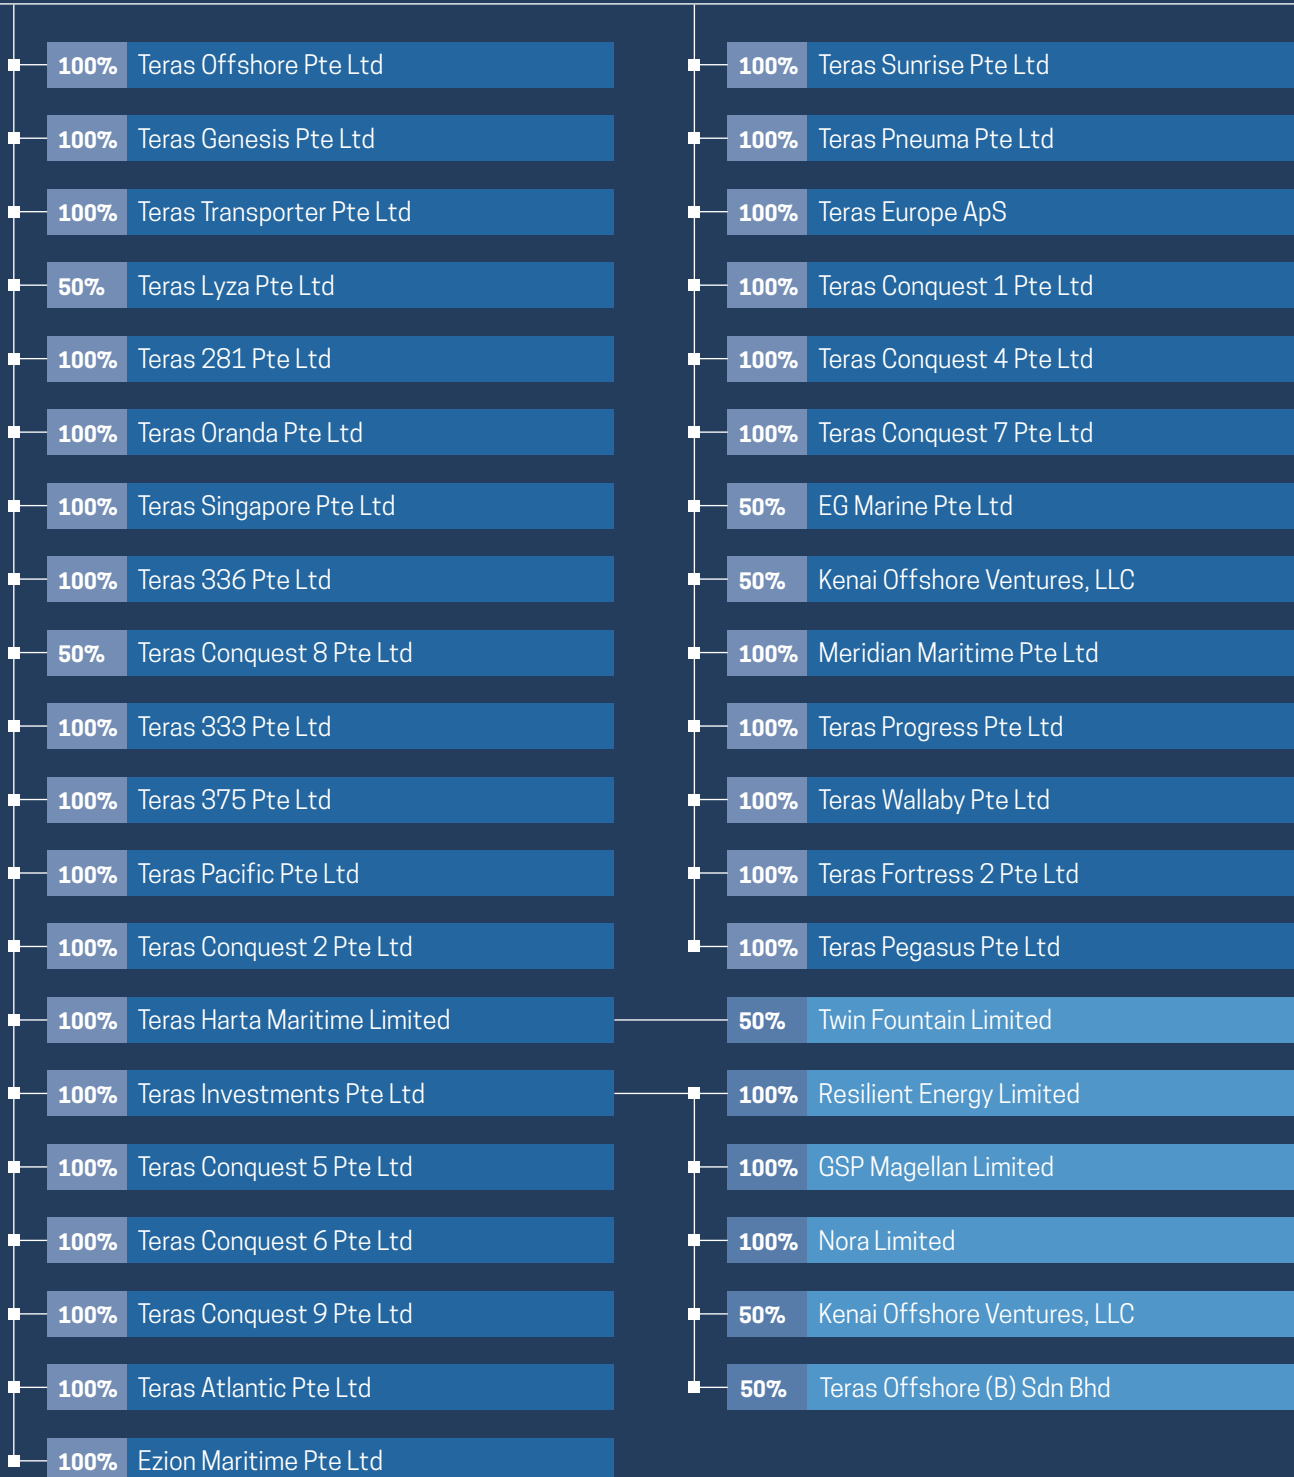 100% Teras Offshore Pte Ltd
100% Teras Genesis Pte Ltd
100% Teras Transporter Pte Ltd
50% Teras Lyza Pte Ltd
100% Teras 281 Pte Ltd
100% Teras Oranda Pte Ltd
100% Teras Singapore Pte Ltd
100% Teras 336 Pte Ltd
50% Teras Conquest 8 Pte Ltd
100% Teras 333 Pte Ltd
100% Teras 375 Pte Ltd
100% Teras Pacific Pte Ltd
100% Teras Conquest 2 Pte Ltd
100% Teras Harta Maritime Limited
100% Teras Investments Pte Ltd
100% Teras Conquest 5 Pte Ltd
100% Teras Conquest 6 Pte Ltd
100% Teras Conquest 9 Pte Ltd
100% Teras Atlantic Pte Ltd
100% Ezion Maritime Pte Ltd
100% Teras Sunrise Pte Ltd
100% Teras Pneuma Pte Ltd
100% Teras Europe ApS
100% Teras Conquest 1 Pte Ltd
100% Teras Conquest 4 Pte Ltd
100% Teras Conquest 7 Pte Ltd
50% EG Marine Pte Ltd
50% Kenai Offshore Ventures, LLC
100% Meridian Maritime Pte Ltd
100% Teras Progress Pte Ltd
100% Teras Wallaby Pte Ltd
100% Teras Fortress 2 Pte Ltd
100% Teras Pegasus Pte Ltd
50% Twin Fountain Limited
100% Resilient Energy Limited
100% GSP Magellan Limited
100% Nora Limited
50% Kenai Offshore Ventures, LLC
50% Teras Offshore (B) Sdn Bhd